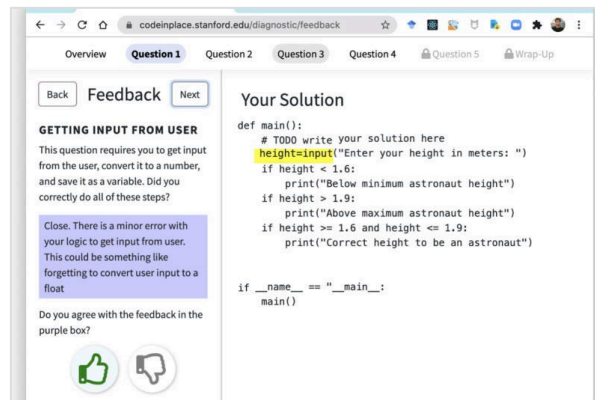 codeinplace.stanford.edu/diagnostic/feedback
Overview Question 1 Question 2 Question 3 Question 4 Question 5 Wrap-Up
Back Feedback Next
GETTING INPUT FROM USER
This question requires you to get input
from the user, convert it to a number,
and save it as a variable. Did you
correctly do all of these steps?
Close. There is a minor error with
your logic to get input from user.
This could be something like
forgetting to convert user input to a
float
Do you agree with the feedback in the
purple box?
Your Solution
def main():
    # TODO write your solution here
    height=input("Enter your height in meters: ")
    if height < 1.6:
        print("Below minimum astronaut height")
    if height > 1.9:
        print("Above maximum astronaut height")
    if height >= 1.6 and height <= 1.9:
        print("Correct height to be an astronaut")
if __name__ == "__main__:
    main()